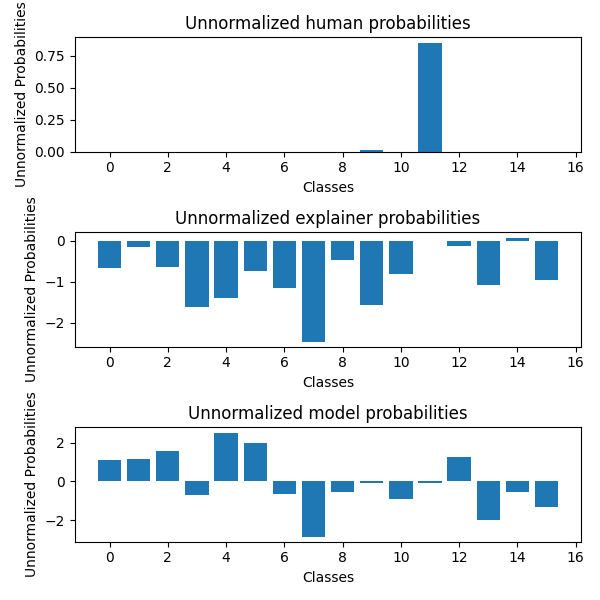 Unnormalized human probabilities
Unnormalized Probabilities
0.75
0.50
0.25
0.00
0 2 4 6 8 10 12 14 16
Classes
Unnormalized explainer probabilities
Unnormalized Probabilities
0
−1
−2
0 2 4 6 8 10 12 14 16
Classes
Unnormalized model probabilities
Unnormalized Probabilities
2
0
−2
0 2 4 6 8 10 12 14 16
Classes